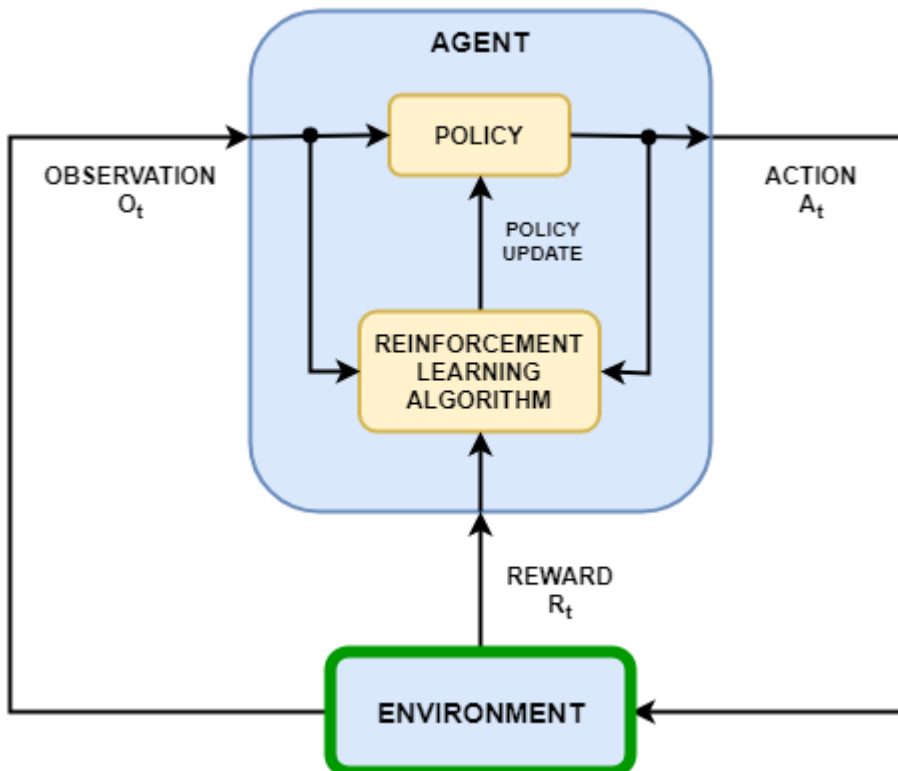 AGENT
POLICY
OBSERVATION
Oₜ
ACTION
Aₜ
POLICY
UPDATE
REINFORCEMENT
LEARNING
ALGORITHM
REWARD
Rₜ
ENVIRONMENT